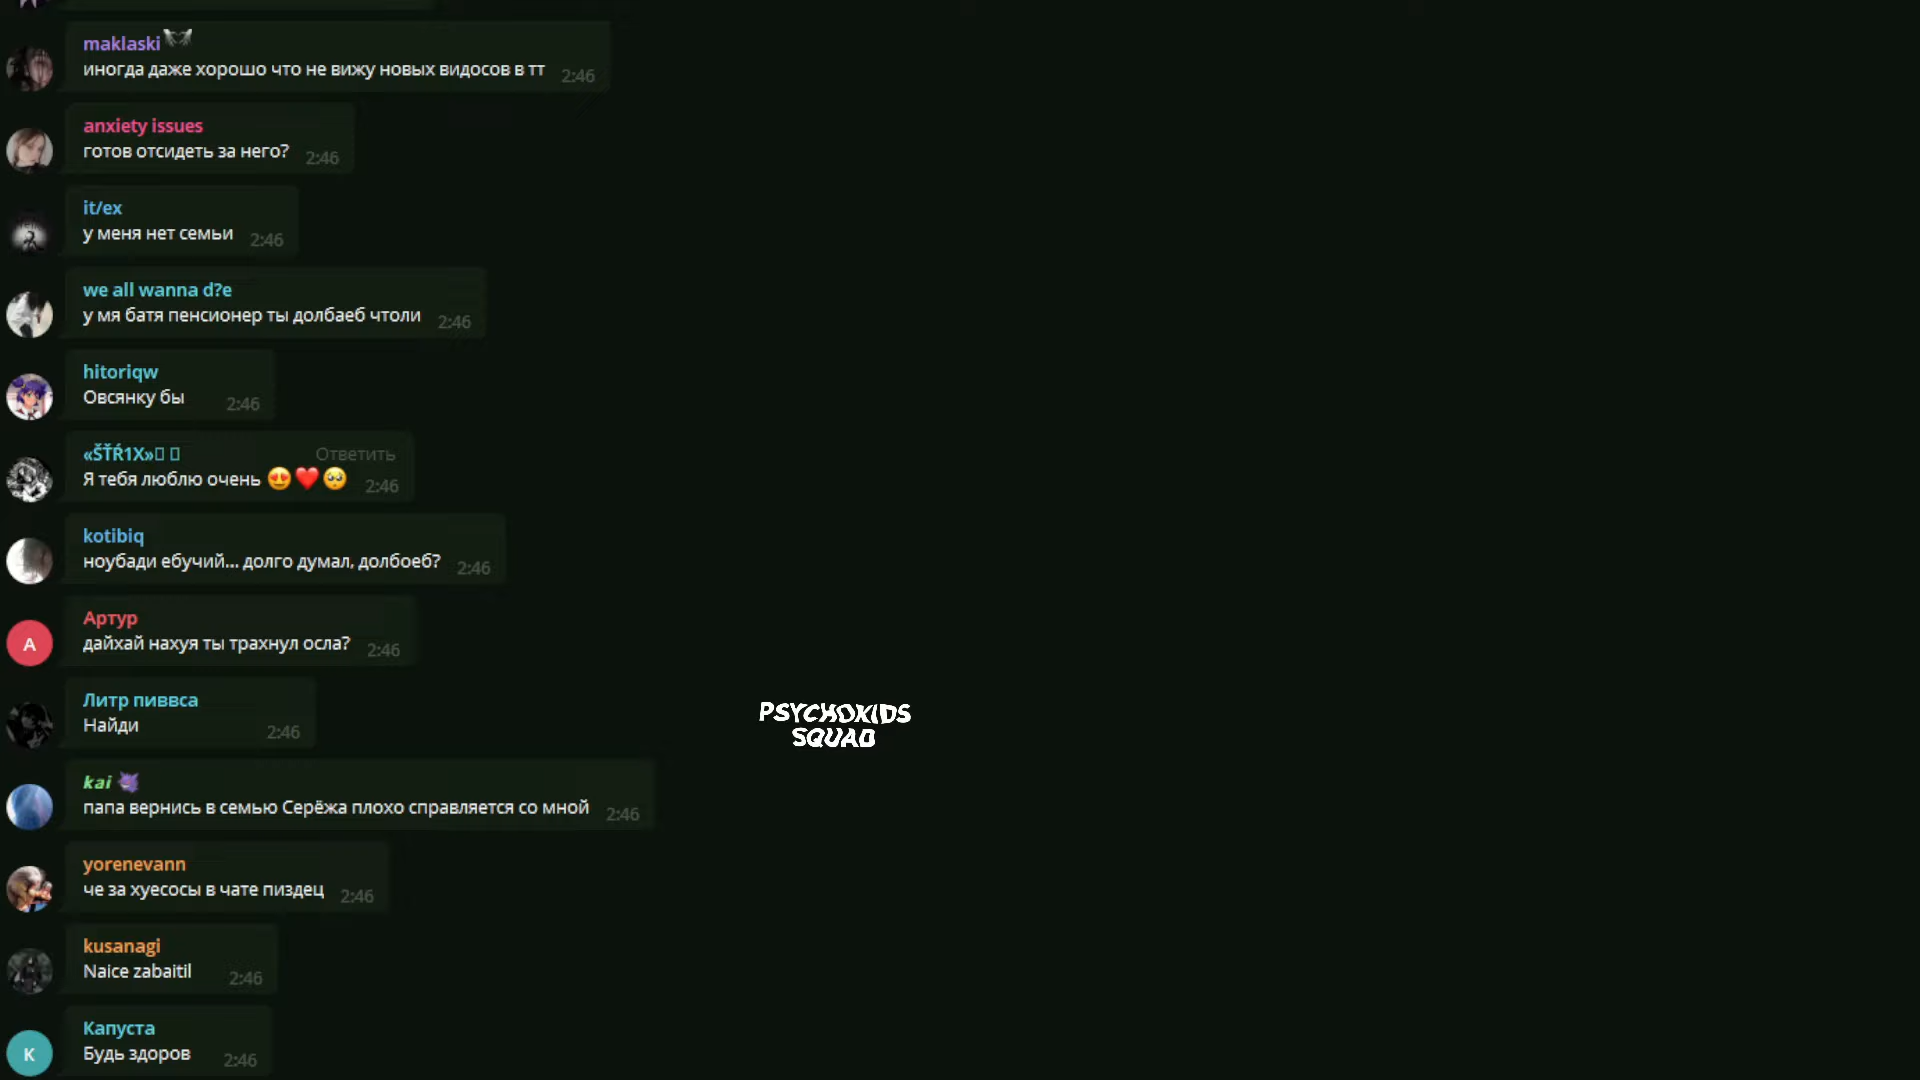 maklaski
иногда даже хорошо что не вижу новых видосов в тт 2:46
anxiety issues
готов отсидеть за него? 2:46
it/ex
у меня нет семьи 2:46
we all wanna d?e
у мя батя пенсионер ты долбаеб чтоли 2:46
hitoriqw
Овсянку бы 2:46
«ŠŤŔ1X» Ответить
Я тебя люблю очень 😍❤️🥺 2:46
kotibiq
ноубади ебучий... долго думал, долбоеб? 2:46
А
Артур
дайхай нахуя ты трахнул осла? 2:46
Литр пиввса
Найди 2:46
PSYCHOKIDS
SQUAD
kai 😈
папа вернись в семью Серёжа плохо справляется со мной 2:46
yorenevann
че за хуесосы в чате пиздец 2:46
kusanagi
Naice zabaitil 2:46
К
Капуста
Будь здоров 2:46